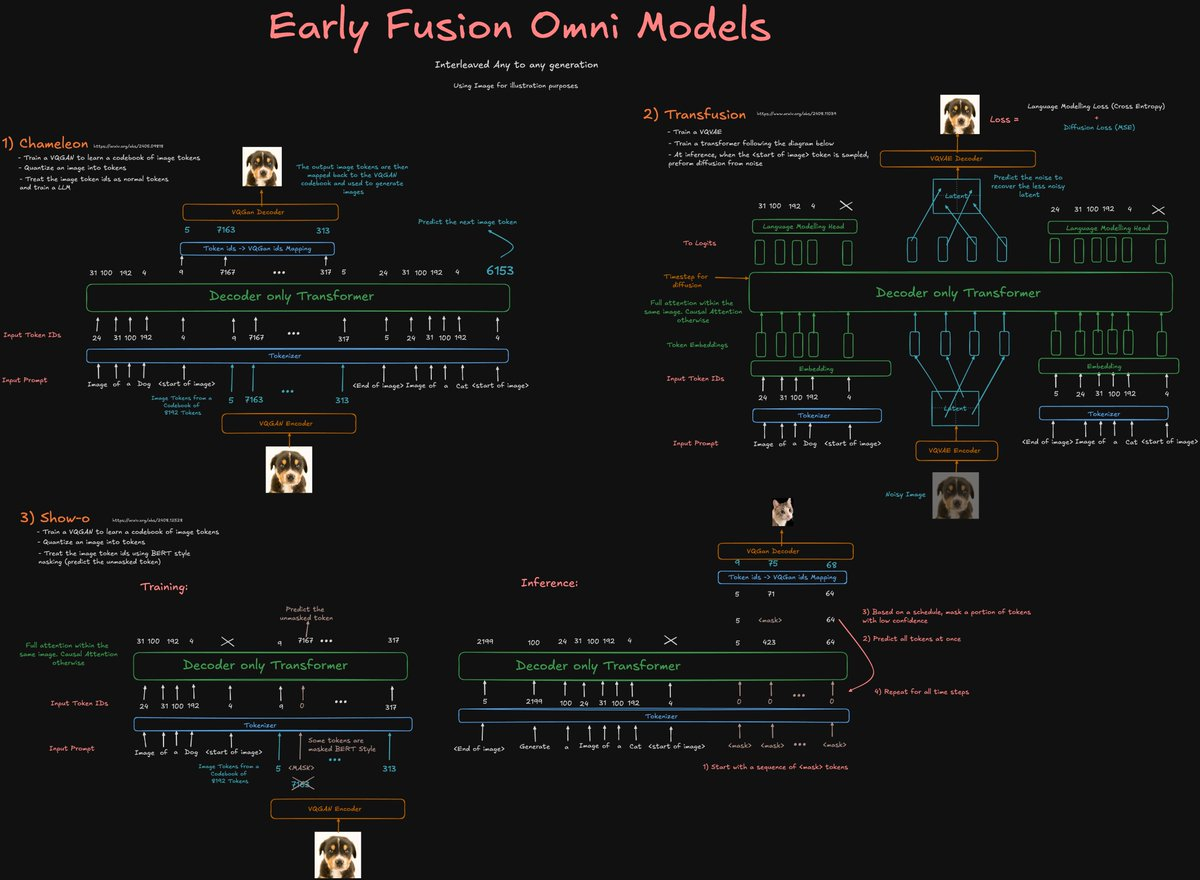 Early Fusion Omni Models
Interleaved Any to any generation
Using Image for illustration purposes
1) Chameleon
- Train a VQGAN to learn a codebook of image tokens
- Quantize an image into tokens
- Treat the image token ids as normal tokens
and train a LLM
The output image tokens are then
mapped back to the VQGAN
codebook and used to generate
images
VQGan Decoder
5 7163 313
Predict the next image token
Token ids -> VQGan ids Mapping
31 100 192 4 9 7167 ••• 317 5 24 31 100 192 4 6153
Decoder only Transformer
Input Token IDs
24 31 100 192 4 9 7167 ••• 317 5 24 31 100 192 4
Tokenizer
Input Prompt
Image of a Dog <start of image> <End of image> Image of a Cat <start of image>
Image Tokens from a
Codebook of
8192 Tokens
5 7163 ••• 313
VQGAN Encoder
2) Transfusion
- Train a VQVAE
- Train a transformer following the diagram below
- At inference, when the <start of image> token is sampled,
preform diffusion from noise
Loss =
Language Modelling Loss (Cross Entropy)
+
Diffusion Loss (MSE)
VQVAE Decoder
Predict the noise to
recover the less noisy
latent
Latent
31 100 192 4
24 31 100 192 4
Language Modelling Head
Language Modelling Head
To Logits
Timestep for
diffusion
Decoder only Transformer
Full attention within the
same image. Causal Attention
otherwise
Token Embeddings
Embedding
Embedding
Input Token IDs
24 31 100 192 4
Latent
5 24 31 100 192 4
Tokenizer
Tokenizer
Input Prompt
Image of a Dog <start of image>
<End of image> Image of a Cat <start of image>
VQVAE Encoder
Noisy Image
3) Show-o
- Train a VQGAN to learn a codebook of image tokens
- Quantize an image into tokens
- Treat the image token ids using BERT style
masking (predict the unmasked token)
Training:
Predict the
unmasked token
Full attention within the
same image. Causal Attention
otherwise
31 100 192 4 9 7167 ••• 317
Decoder only Transformer
Input Token IDs
24 31 100 192 4 9 0 ••• 317
Tokenizer
Input Prompt
Image of a Dog <start of image>
Some tokens are
masked BERT Style
Image Tokens from a
Codebook of
8192 Tokens
5 <MASK> ••• 313
7163
VQGAN Encoder
Inference:
VQGan Decoder
9 75 68
Token ids -> VQGan ids Mapping
5 71 64
3) Based on a schedule, mask a portion of tokens
with low confidence
5 <mask> 64
2) Predict all tokens at once
2199 100 24 31 100 192 4 5 423 64
Decoder only Transformer
4) Repeat for all time steps
5 2199 100 24 31 100 192 4 0 0 ••• 0
Tokenizer
<End of image> Generate a Image of a Cat <start of image> <mask> <mask> ••• <mask>
1) Start with a sequence of <mask> tokens